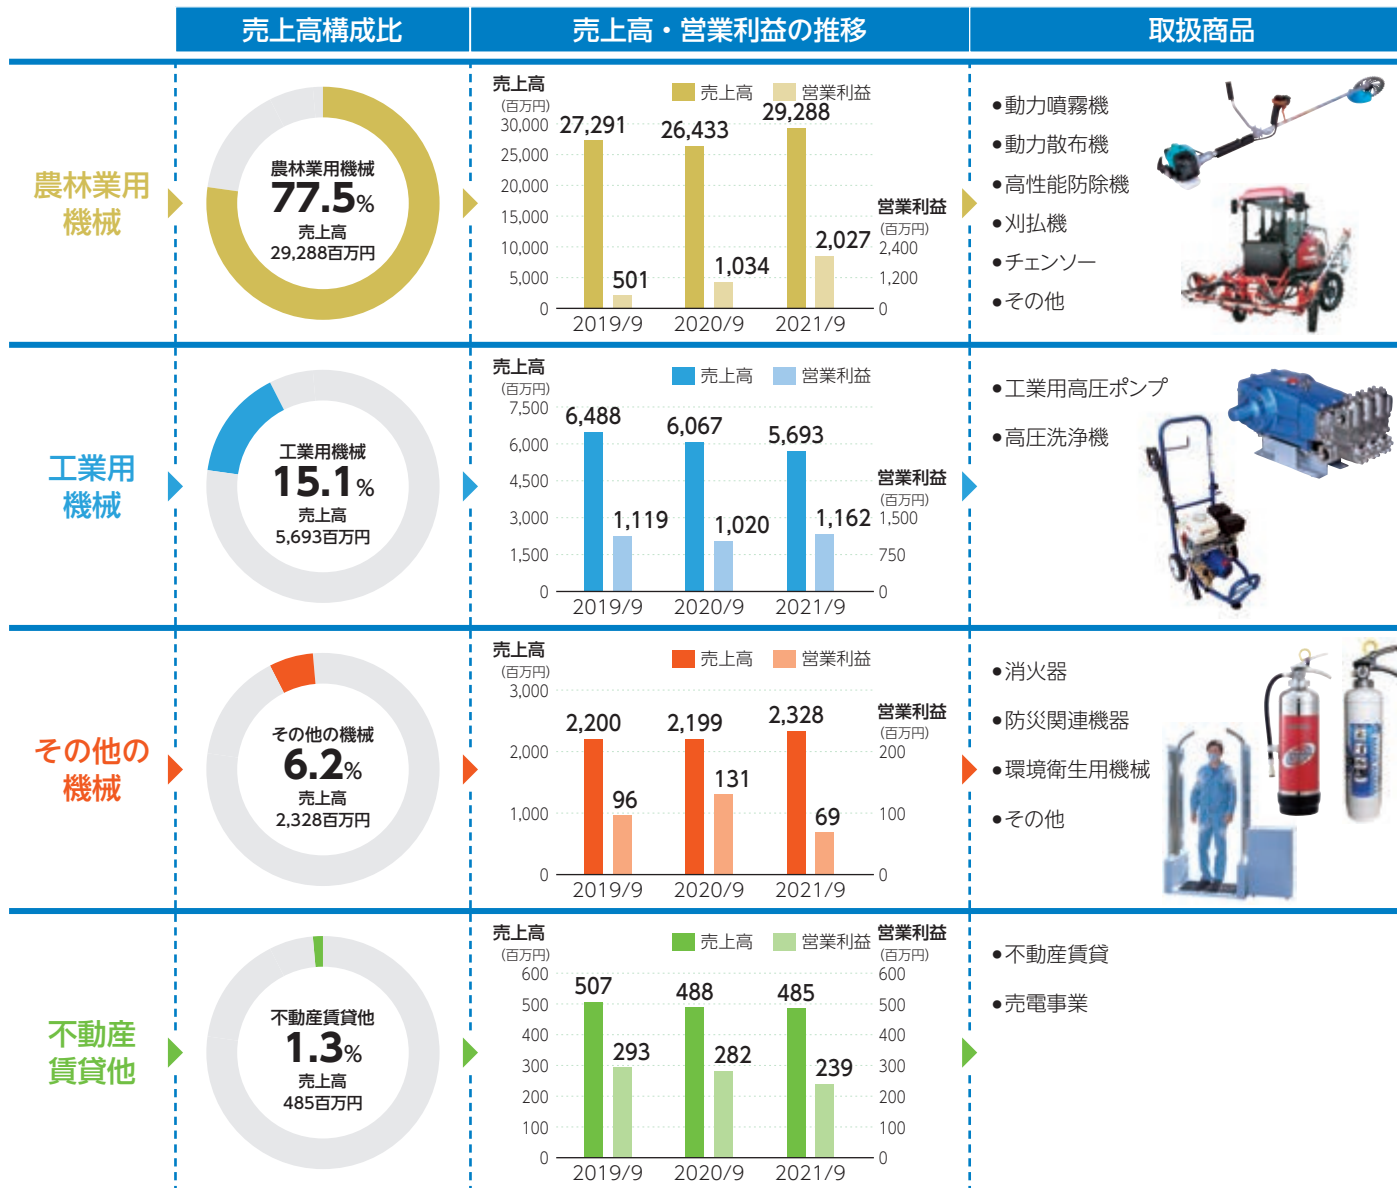 売上高構成比
売上高・営業利益の推移
取扱商品
農林業用
機械
農林業用機械
77.5%
売上高
29,288百万円
売上高
(百万円)
売上高
営業利益
30,000
25,000
20,000
15,000
10,000
5,000
0
27,291
26,433
29,288
501
1,034
2,027
営業利益
(百万円)
2,400
1,200
0
2019/9
2020/9
2021/9
●動力噴霧機
●動力散布機
●高性能防除機
●刈払機
●チェンソー
●その他
工業用
機械
工業用機械
15.1%
売上高
5,693百万円
売上高
(百万円)
売上高
営業利益
7,500
6,000
4,500
3,000
1,500
0
6,488
6,067
5,693
1,119
1,020
1,162
営業利益
(百万円)
1,500
750
0
2019/9
2020/9
2021/9
●工業用高圧ポンプ
●高圧洗浄機
その他の
機械
その他の機械
6.2%
売上高
2,328百万円
売上高
(百万円)
売上高
営業利益
3,000
2,000
1,000
0
2,200
2,199
2,328
96
131
69
営業利益
(百万円)
200
100
0
2019/9
2020/9
2021/9
●消火器
●防災関連機器
●環境衛生用機械
●その他
不動産
賃貸他
不動産賃貸他
1.3%
売上高
485百万円
売上高
(百万円)
売上高
営業利益
600
500
400
300
200
100
0
507
488
485
293
282
239
営業利益
(百万円)
600
500
400
300
200
100
0
2019/9
2020/9
2021/9
●不動産賃貸
●売電事業